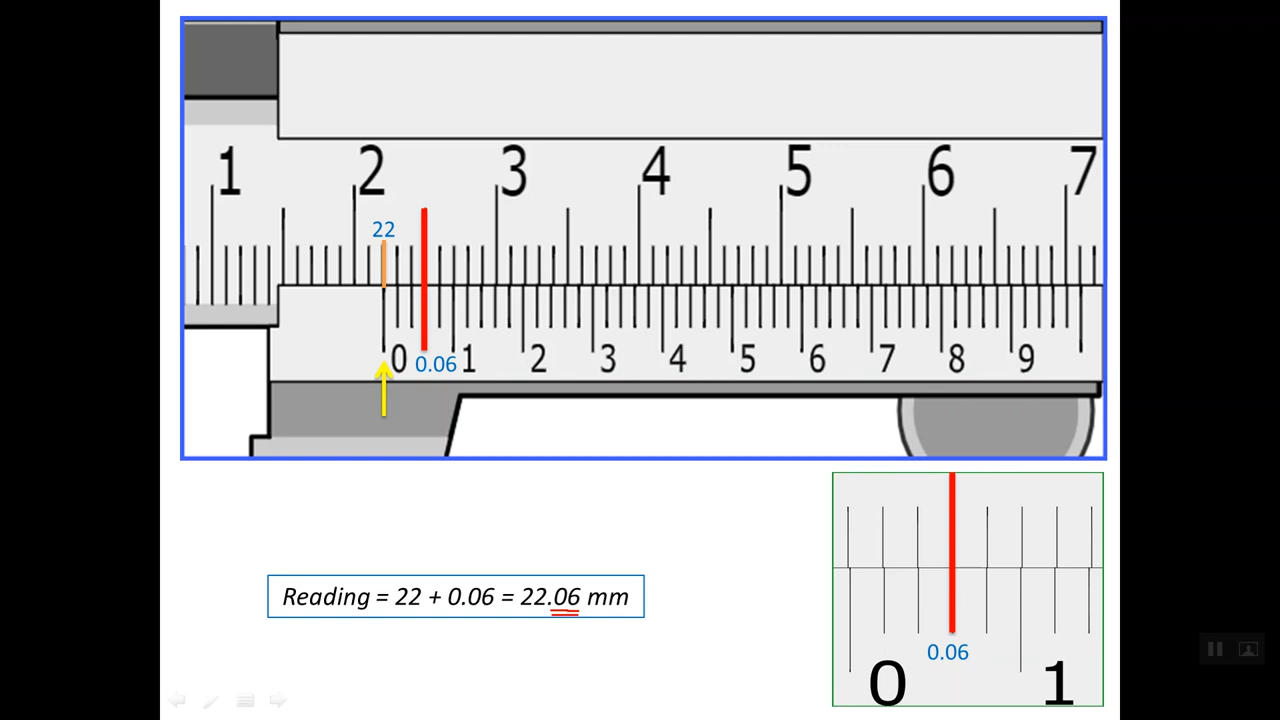 1 2 3 4 5 6 7
22
0 0.06 1 2 3 4 5 6 7 8 9
Reading = 22 + 0.06 = 22.06 mm
0.06
0 1